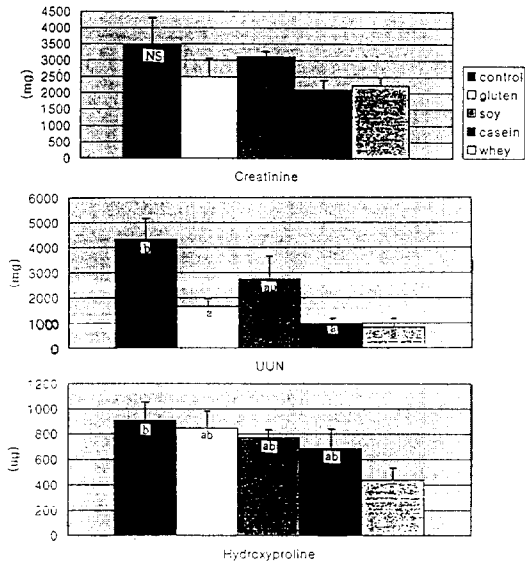 4500
4000
3500
3000
2500
2000
1500
1000
500
0
(mg)
NS
Creatinine
control
gluten
soy
casein
whey
6000
5000
4000
3000
2000
1000
0
(mg)
b
a
ab
a
UUN
1200
1000
800
600
400
200
0
(ug)
b
ab
ab
ab
Hydroxyproline